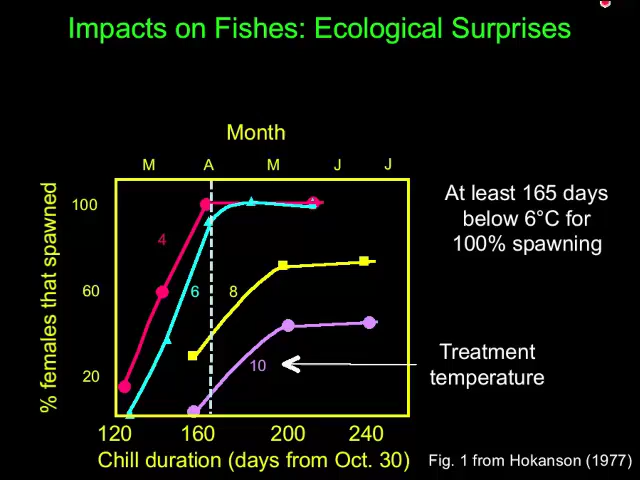 Impacts on Fishes: Ecological Surprises
Month
M A M J J
% females that spawned
100
60
20
4
6
8
10
120 160 200 240
Chill duration (days from Oct. 30)
At least 165 days
below 6°C for
100% spawning
Treatment
temperature
Fig. 1 from Hokanson (1977)